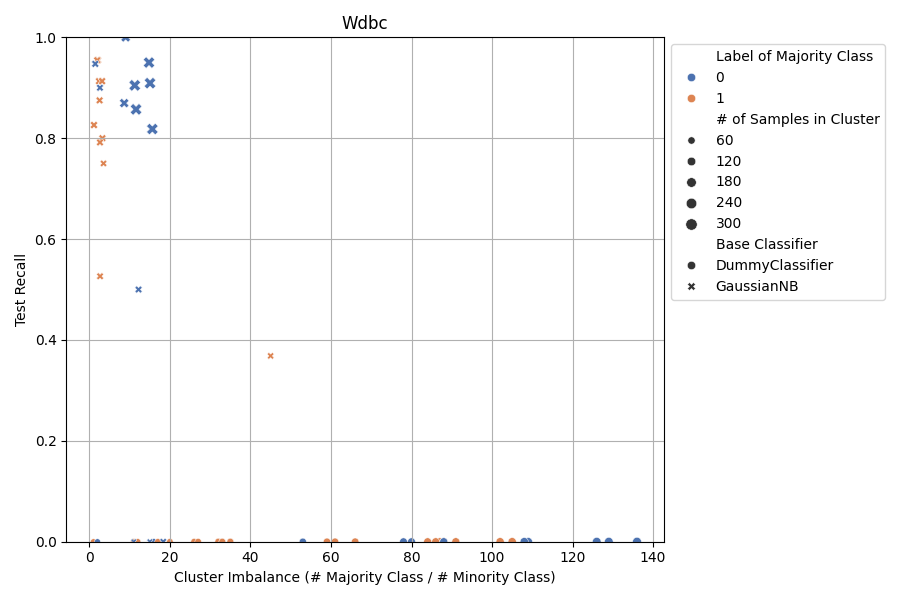 Wdbc
1.0
0.8
0.6
0.4
0.2
0.0
Test Recall
0 20 40 60 80 100 120 140
Cluster Imbalance (# Majority Class / # Minority Class)
Label of Majority Class
0
1
# of Samples in Cluster
60
120
180
240
300
Base Classifier
DummyClassifier
GaussianNB